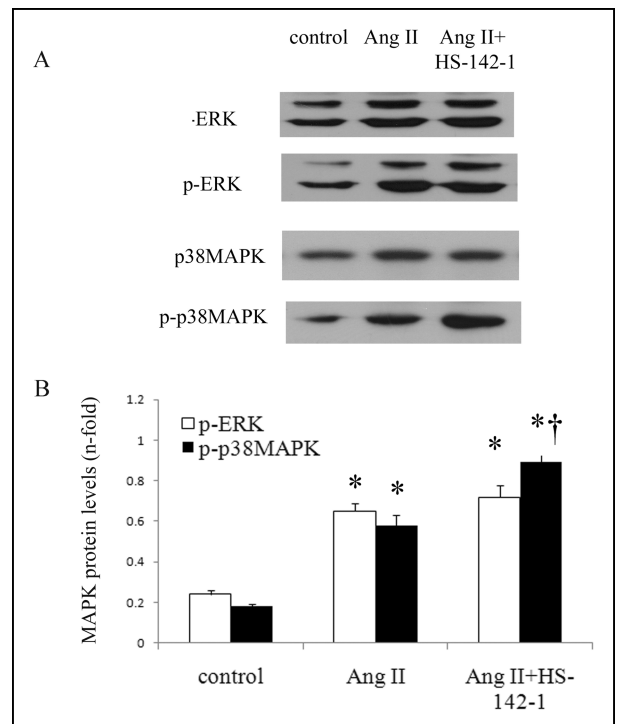 A
control Ang II Ang II+
HS-142-1
-ERK
p-ERK
p38MAPK
p-p38MAPK
B
MAPK protein levels (n-fold)
1.2
1
0.8
0.6
0.4
0.2
0
p-ERK
p-p38MAPK
* * * *†
control Ang II Ang II+HS-
142-1